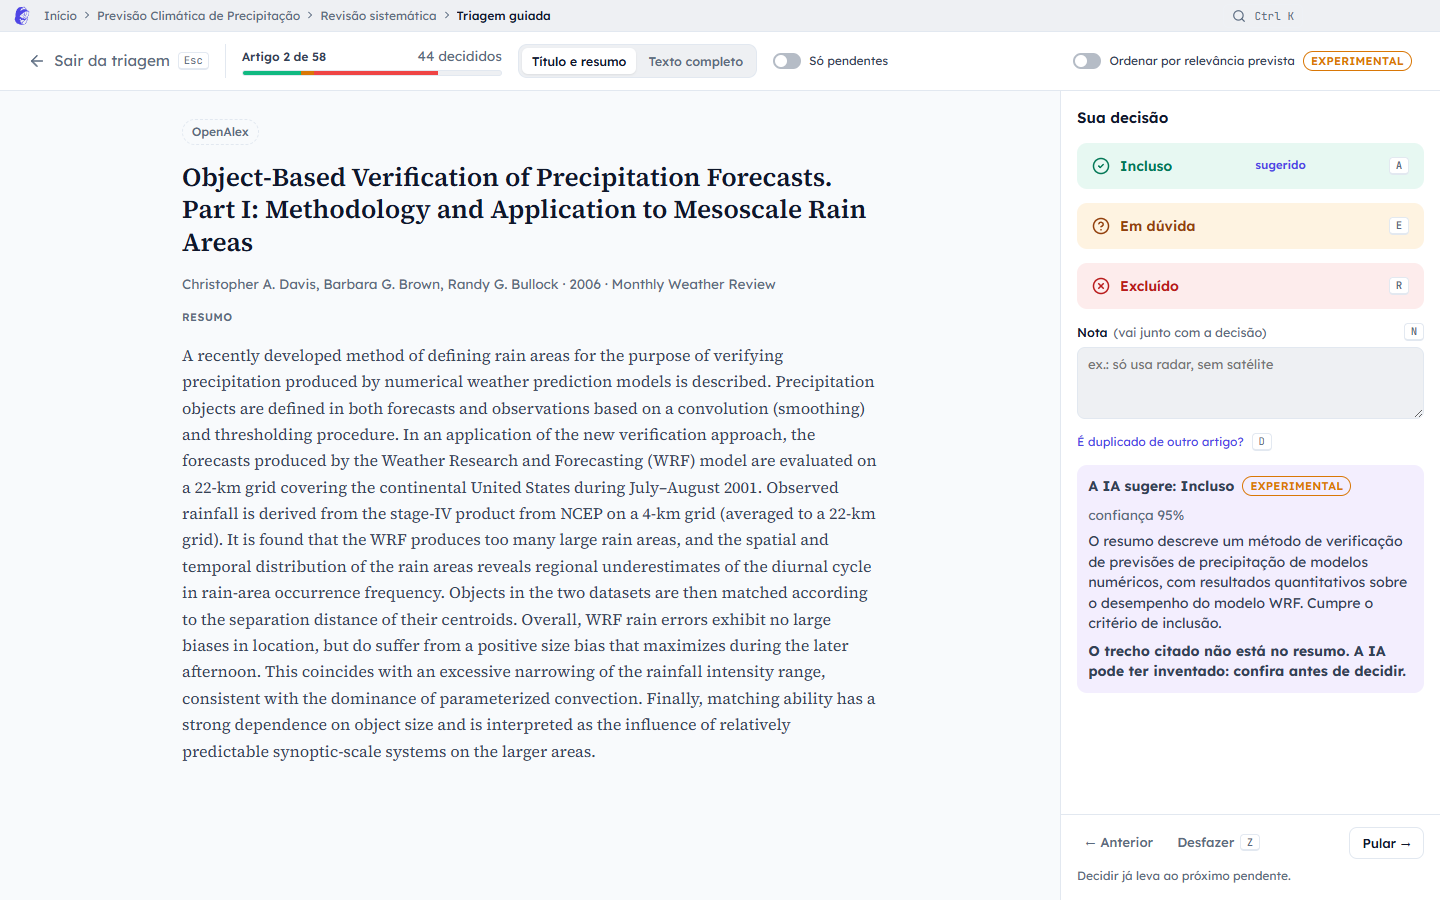 Início > Previsão Climática de Precipitação > Revisão sistemática > Triagem guiada
Ctrl K
← Sair da triagem Esc
Artigo 2 de 58 44 decididos
Título e resumo Texto completo
Só pendentes
Ordenar por relevância prevista EXPERIMENTAL
OpenAlex
Object-Based Verification of Precipitation Forecasts.
Part I: Methodology and Application to Mesoscale Rain
Areas
Christopher A. Davis, Barbara G. Brown, Randy G. Bullock · 2006 · Monthly Weather Review
RESUMO
A recently developed method of defining rain areas for the purpose of verifying
precipitation produced by numerical weather prediction models is described. Precipitation
objects are defined in both forecasts and observations based on a convolution (smoothing)
and thresholding procedure. In an application of the new verification approach, the
forecasts produced by the Weather Research and Forecasting (WRF) model are evaluated on
a 22-km grid covering the continental United States during July–August 2001. Observed
rainfall is derived from the stage-IV product from NCEP on a 4-km grid (averaged to a 22-km
grid). It is found that the WRF produces too many large rain areas, and the spatial and
temporal distribution of the rain areas reveals regional underestimates of the diurnal cycle
in rain-area occurrence frequency. Objects in the two datasets are then matched according
to the separation distance of their centroids. Overall, WRF rain errors exhibit no large
biases in location, but do suffer from a positive size bias that maximizes during the later
afternoon. This coincides with an excessive narrowing of the rainfall intensity range,
consistent with the dominance of parameterized convection. Finally, matching ability has a
strong dependence on object size and is interpreted as the influence of relatively
predictable synoptic-scale systems on the larger areas.
Sua decisão
Incluso sugerido A
Em dúvida E
Excluído R
Nota (vai junto com a decisão) N
ex.: só usa radar, sem satélite
É duplicado de outro artigo? D
A IA sugere: Incluso EXPERIMENTAL
confiança 95%
O resumo descreve um método de verificação
de previsões de precipitação de modelos
numéricos, com resultados quantitativos sobre
o desempenho do modelo WRF. Cumpre o
critério de inclusão.
O trecho citado não está no resumo. A IA
pode ter inventado: confira antes de decidir.
← Anterior Desfazer Z Pular →
Decidir já leva ao próximo pendente.